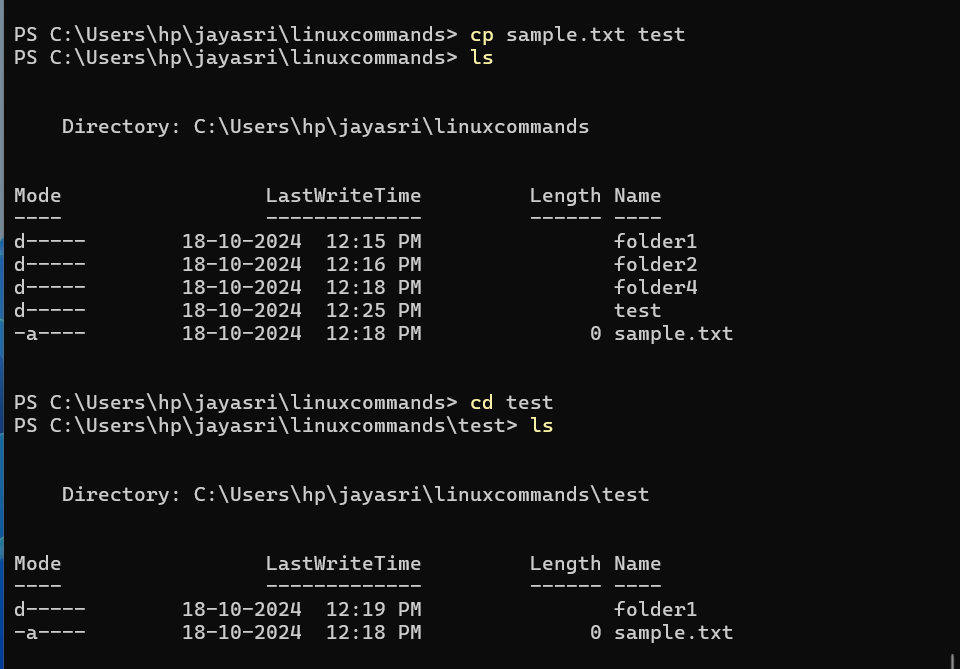 PS C:\Users\hp\jayasri\linuxcommands> cp sample.txt test
PS C:\Users\hp\jayasri\linuxcommands> ls
Directory: C:\Users\hp\jayasri\linuxcommands
Mode LastWriteTime Length Name
---- ------------- ------ ----
d----- 18-10-2024 12:15 PM folder1
d----- 18-10-2024 12:16 PM folder2
d----- 18-10-2024 12:18 PM folder4
d----- 18-10-2024 12:25 PM test
-a---- 18-10-2024 12:18 PM 0 sample.txt
PS C:\Users\hp\jayasri\linuxcommands> cd test
PS C:\Users\hp\jayasri\linuxcommands\test> ls
Directory: C:\Users\hp\jayasri\linuxcommands\test
Mode LastWriteTime Length Name
---- ------------- ------ ----
d----- 18-10-2024 12:19 PM folder1
-a---- 18-10-2024 12:18 PM 0 sample.txt